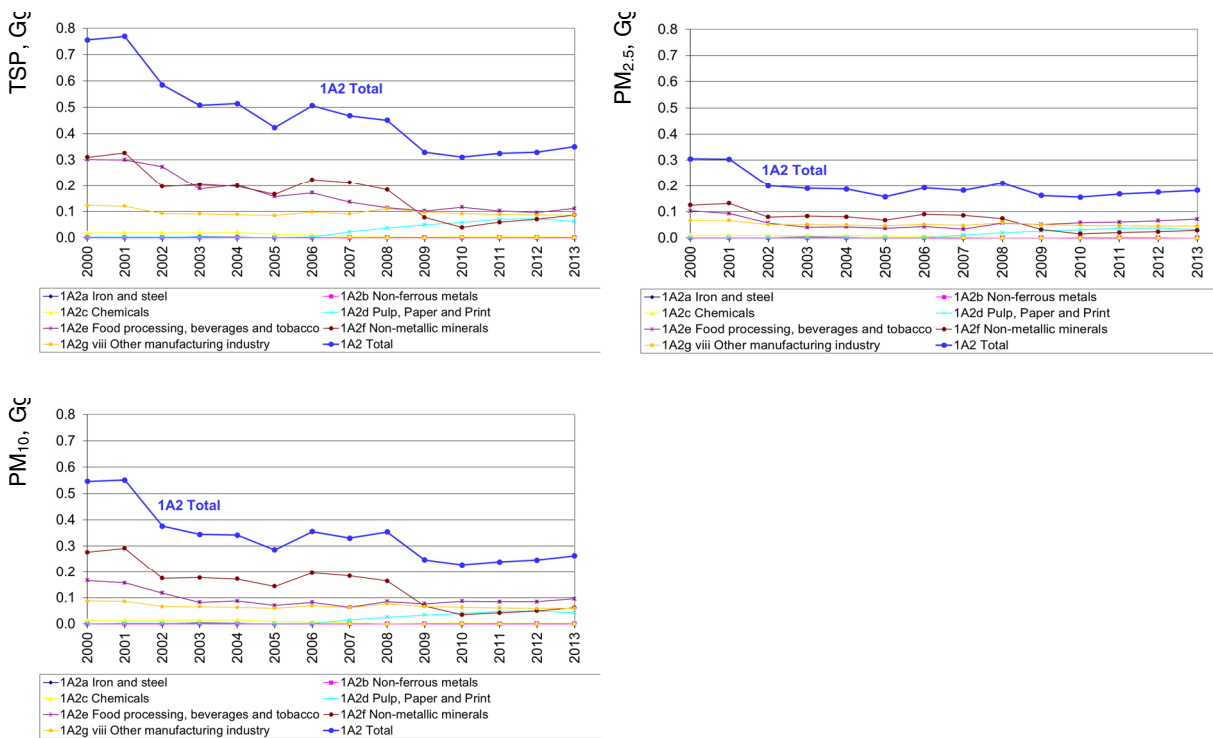 TSP, Gg
0.8
0.7
0.6
0.5
0.4
0.3
0.2
0.1
0.0
1A2 Total
2000 2001 2002 2003 2004 2005 2006 2007 2008 2009 2010 2011 2012 2013
1A2a Iron and steel 1A2b Non-ferrous metals
1A2c Chemicals 1A2d Pulp, Paper and Print
1A2e Food processing, beverages and tobacco 1A2f Non-metallic minerals
1A2g viii Other manufacturing industry 1A2 Total
PM2.5, Gg
0.8
0.7
0.6
0.5
0.4
0.3
0.2
0.1
0.0
1A2 Total
2000 2001 2002 2003 2004 2005 2006 2007 2008 2009 2010 2011 2012 2013
1A2a Iron and steel 1A2b Non-ferrous metals
1A2c Chemicals 1A2d Pulp, Paper and Print
1A2e Food processing, beverages and tobacco 1A2f Non-metallic minerals
1A2g viii Other manufacturing industry 1A2 Total
PM10, Gg
0.8
0.7
0.6
0.5
0.4
0.3
0.2
0.1
0.0
1A2 Total
2000 2001 2002 2003 2004 2005 2006 2007 2008 2009 2010 2011 2012 2013
1A2a Iron and steel 1A2b Non-ferrous metals
1A2c Chemicals 1A2d Pulp, Paper and Print
1A2e Food processing, beverages and tobacco 1A2f Non-metallic minerals
1A2g viii Other manufacturing industry 1A2 Total